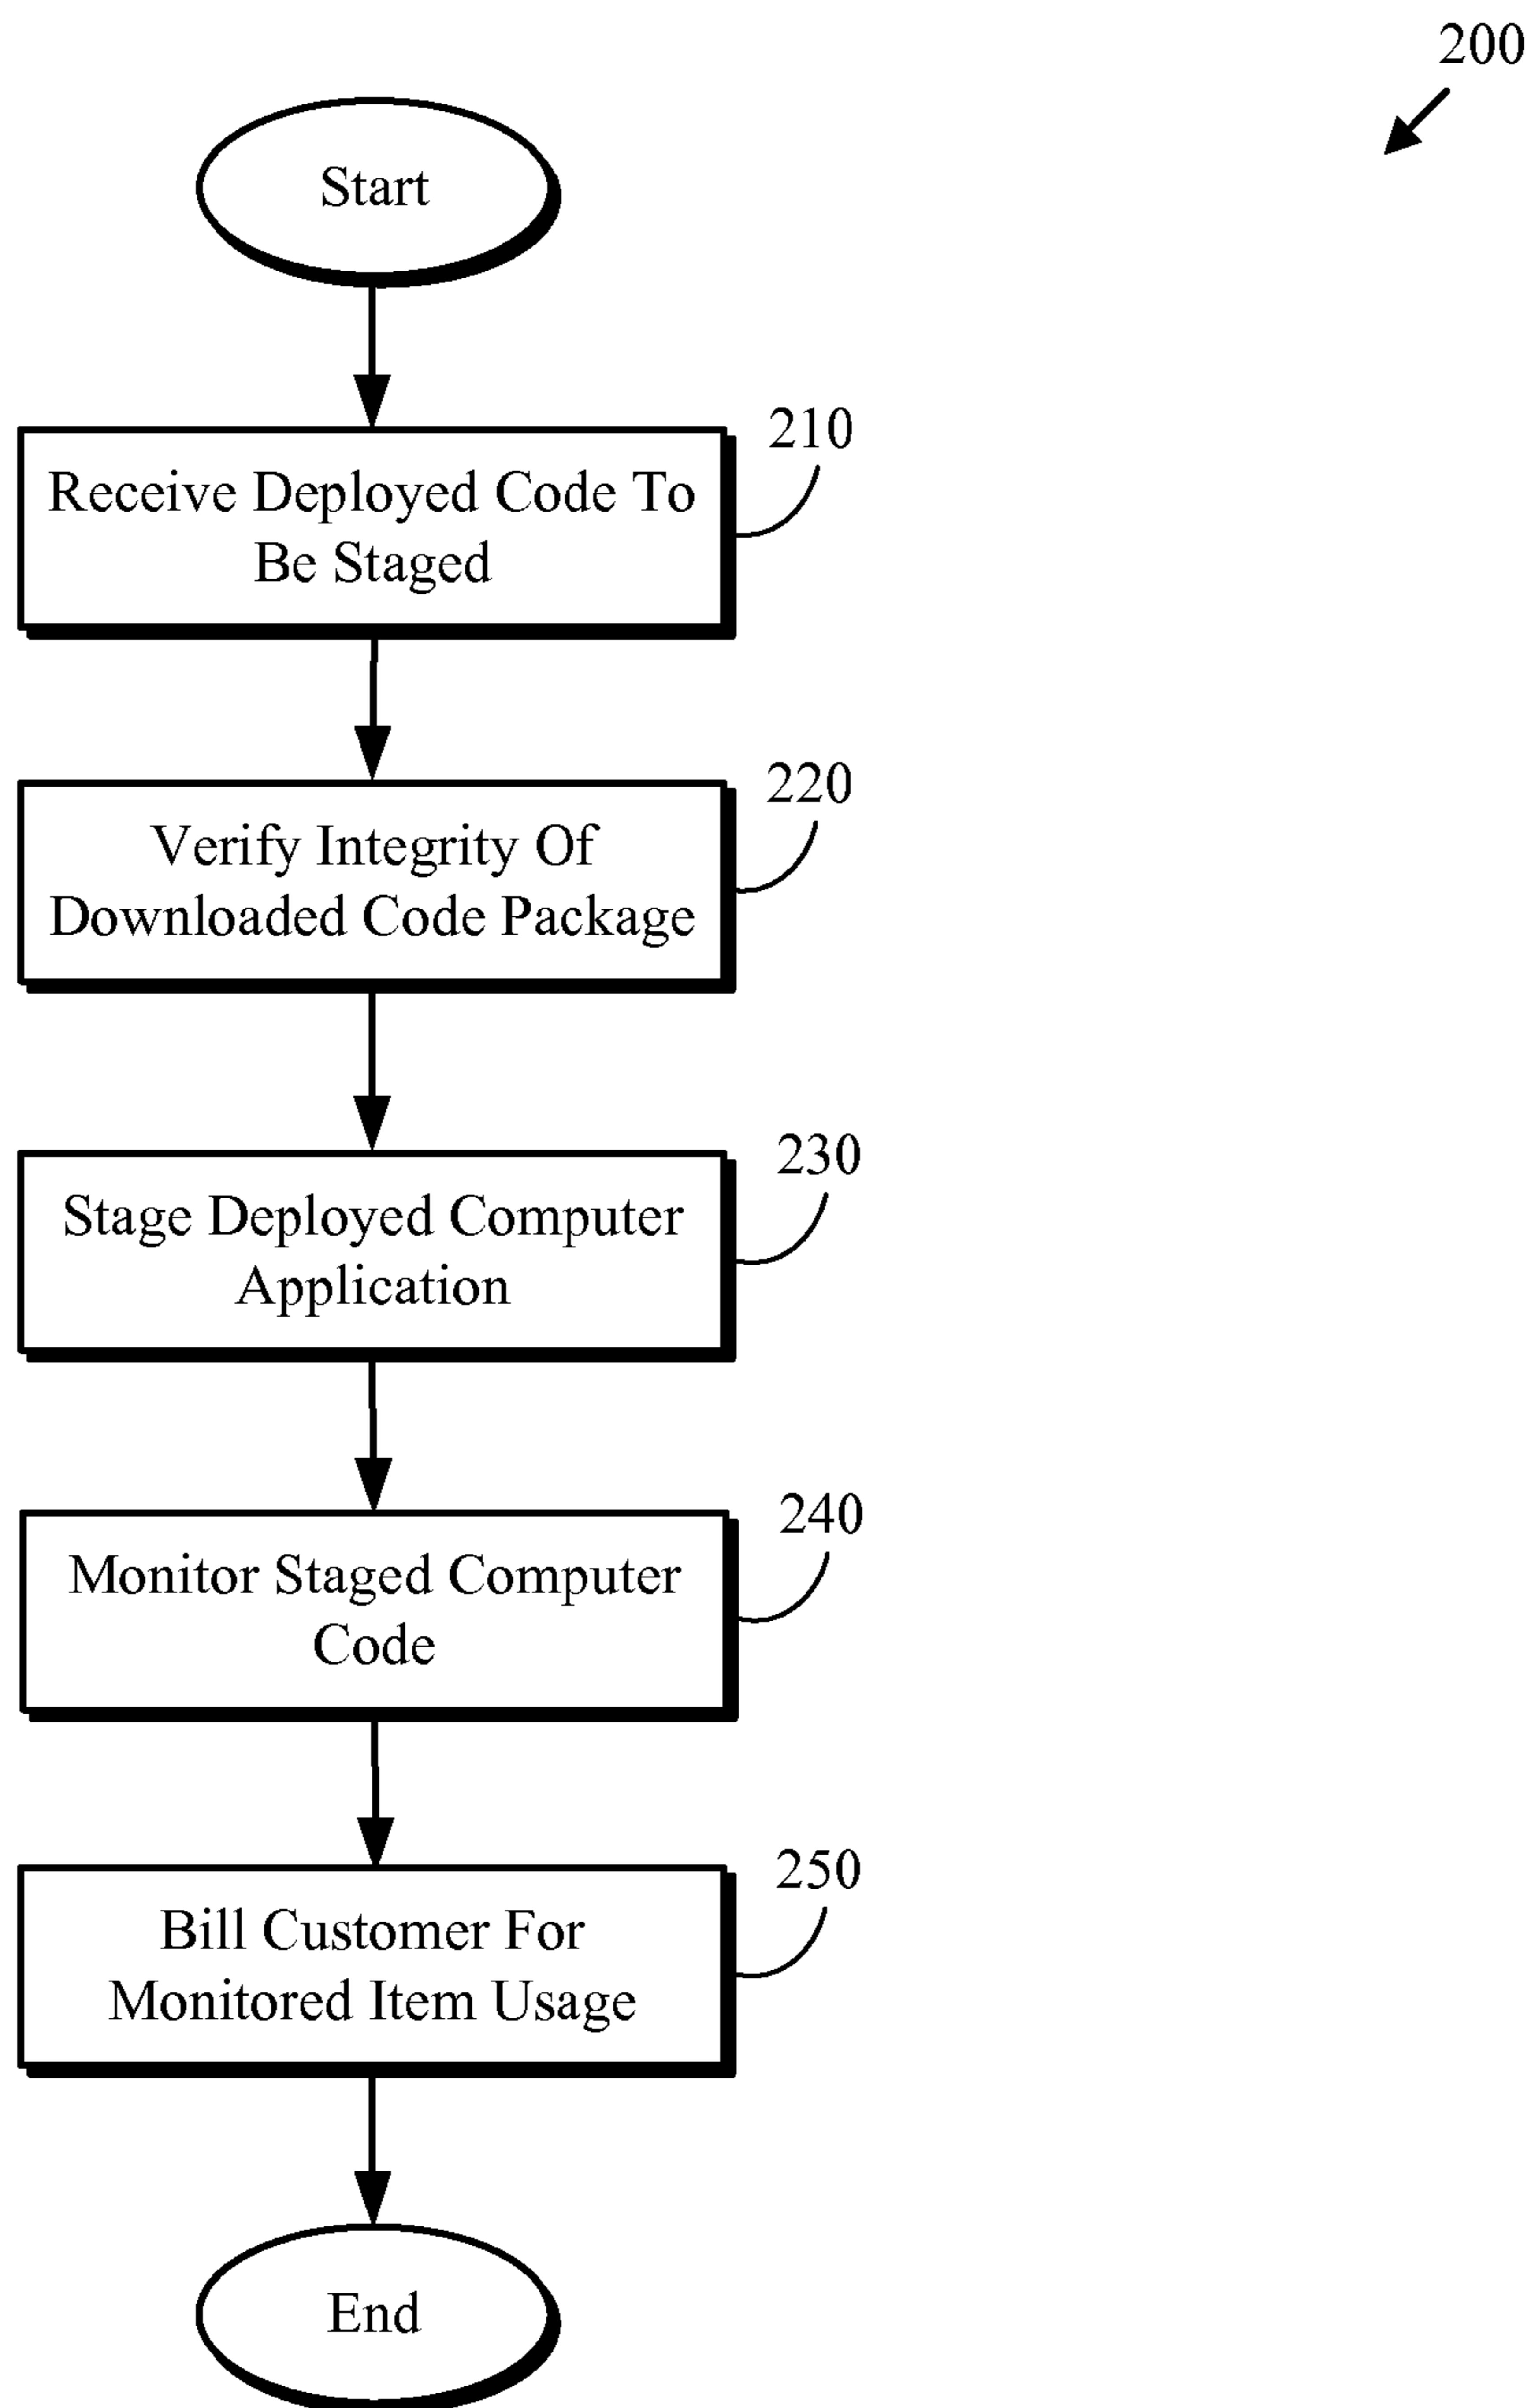 200
Start
210
Receive Deployed Code To
Be Staged
220
Verify Integrity Of
Downloaded Code Package
230
Stage Deployed Computer
Application
240
Monitor Staged Computer
Code
250
Bill Customer For
Monitored Item Usage
End